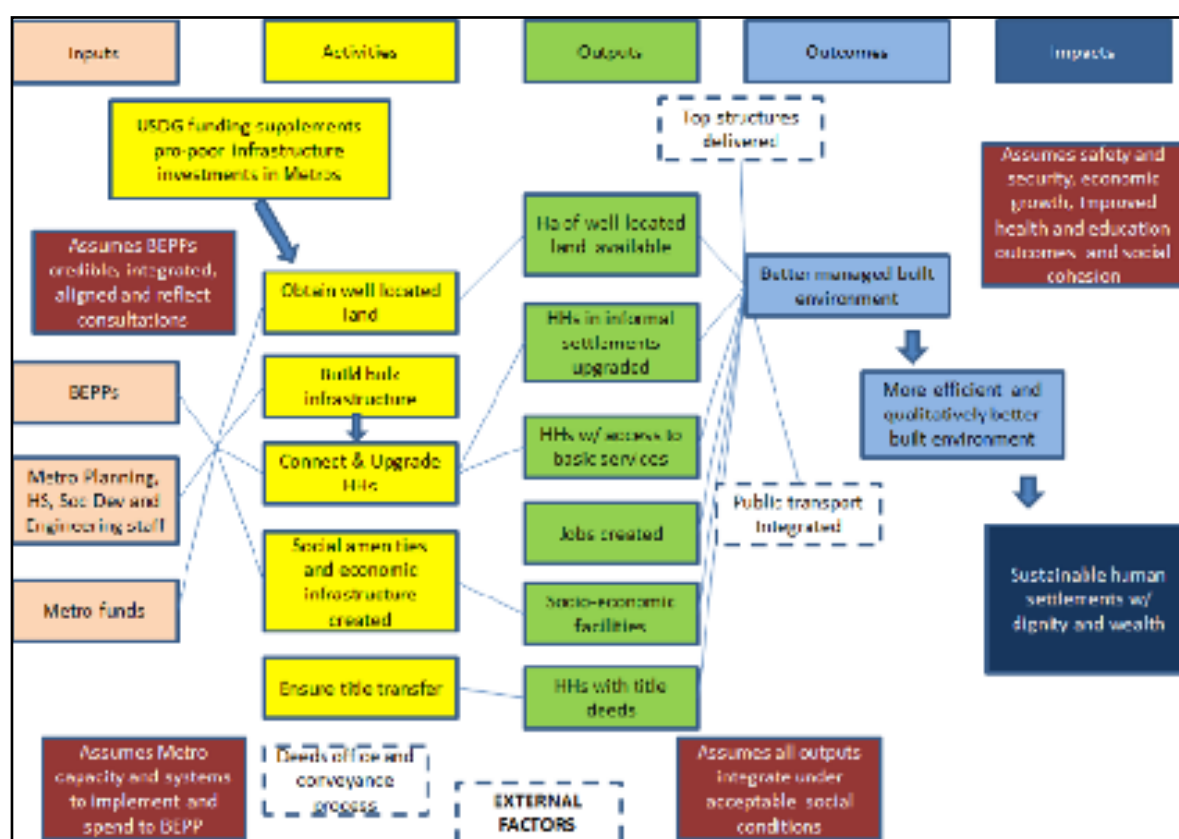 Inputs
Activities
Outputs
Outcomes
Impacts
USDG funding supplements
pro-poor infrastructure
investments in Metros
Top structures
delivered
Assumes safety and
security, economic
growth, Improved
health and education
outcomes and social
cohesion
Assumes BEPPs
credible, integrated,
aligned and reflect
consultations
Ha of well located
land available
Obtain well located
land
Better managed built
environment
HHs in informal
settlements
upgraded
BEPPs
Build bulk
infrastructure
More efficient and
qualitatively better
built environment
Connect & Upgrade
HHs
HHs w/ access to
basic services
Metro Planning,
HS, Soc Dev and
Engineering staff
Public transport
Integrated
Jobs created
Social amenities
and economic
infrastructure
created
Sustainable human
settlements w/
dignity and wealth
Metro funds
Socio-economic
facilities
Ensure title transfer
HHs with title
deeds
Assumes Metro
capacity and systems
to Implement and
spend to BEPP
Deeds office and
conveyance
process
EXTERNAL
FACTORS
Assumes all outputs
integrate under
acceptable social
conditions